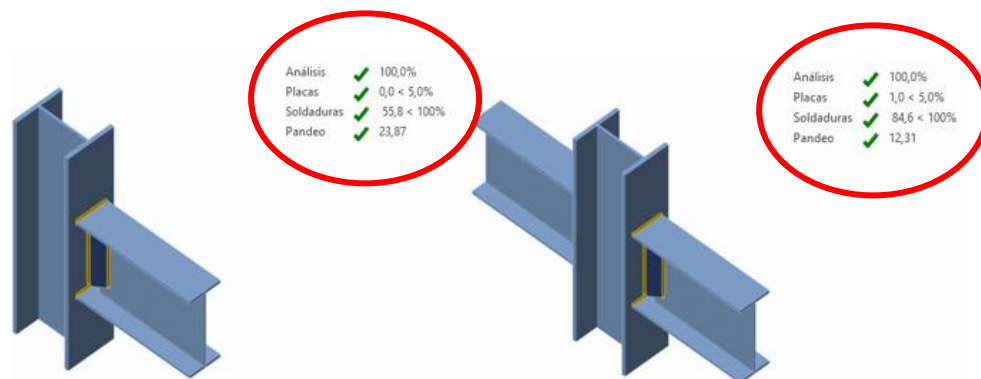 Análisis ✔ 100,0%
Placas ✔ 0,0 < 5,0%
Soldaduras ✔ 55,8 < 100%
Pandeo ✔ 23,87
Análisis ✔ 100,0%
Placas ✔ 1,0 < 5,0%
Soldaduras ✔ 84,6 < 100%
Pandeo ✔ 12,31